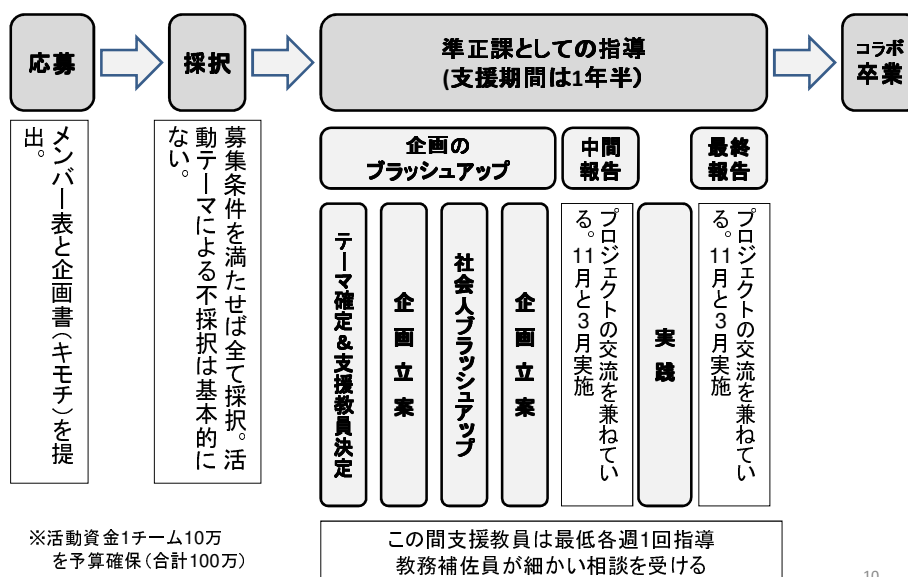 応募
採択
準正課としての指導
(支援期間は1年半)
コラボ
卒業
メンバー表と企画書(キモチ)を提
出。
募集条件を満たせば全て採択。活
動テーマによる不採択は基本的に
ない。
企画の
ブラッシュアップ
中間
報告
最終
報告
テーマ確定&支援教員決定
企画立案
社会人ブラッシュアップ
企画立案
プロジェクトの交流を兼ねてい
る。11月と3月実施
実践
プロジェクトの交流を兼ねてい
る。11月と3月実施
※活動資金1チーム10万
を予算確保(合計100万)
この間支援教員は最低各週1回指導
教務補佐員が細かい相談を受ける
10